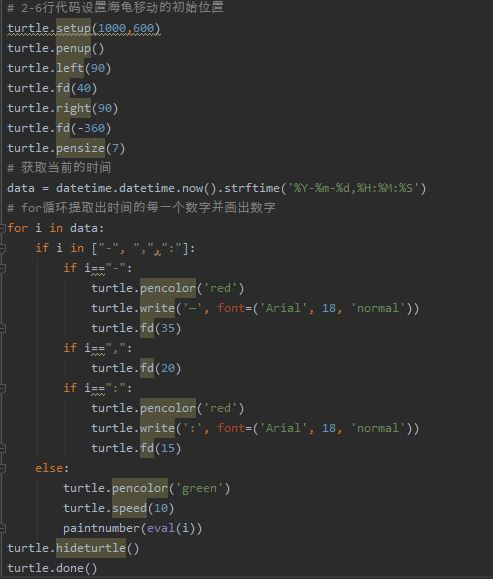 # 2-6行代码设置海龟移动的初始位置
turtle.setup(1000,600)
turtle.penup()
turtle.left(90)
turtle.fd(40)
turtle.right(90)
turtle.fd(-360)
turtle.pensize(7)
# 获取当前的时间
data = datetime.datetime.now().strftime('%Y-%m-%d,%H:%M:%S')
# for循环提取出时间的每一个数字并画出数字
for i in data:
    if i in ["-", ",",":"]:
        if i=="-":
            turtle.pencolor('red')
            turtle.write('—', font=('Arial', 18, 'normal'))
            turtle.fd(35)
        if i==",":
            turtle.fd(20)
        if i==":":
            turtle.pencolor('red')
            turtle.write(':', font=('Arial', 18, 'normal'))
            turtle.fd(15)
    else:
        turtle.pencolor('green')
        turtle.speed(10)
        paintnumber(eval(i))
turtle.hideturtle()
turtle.done()